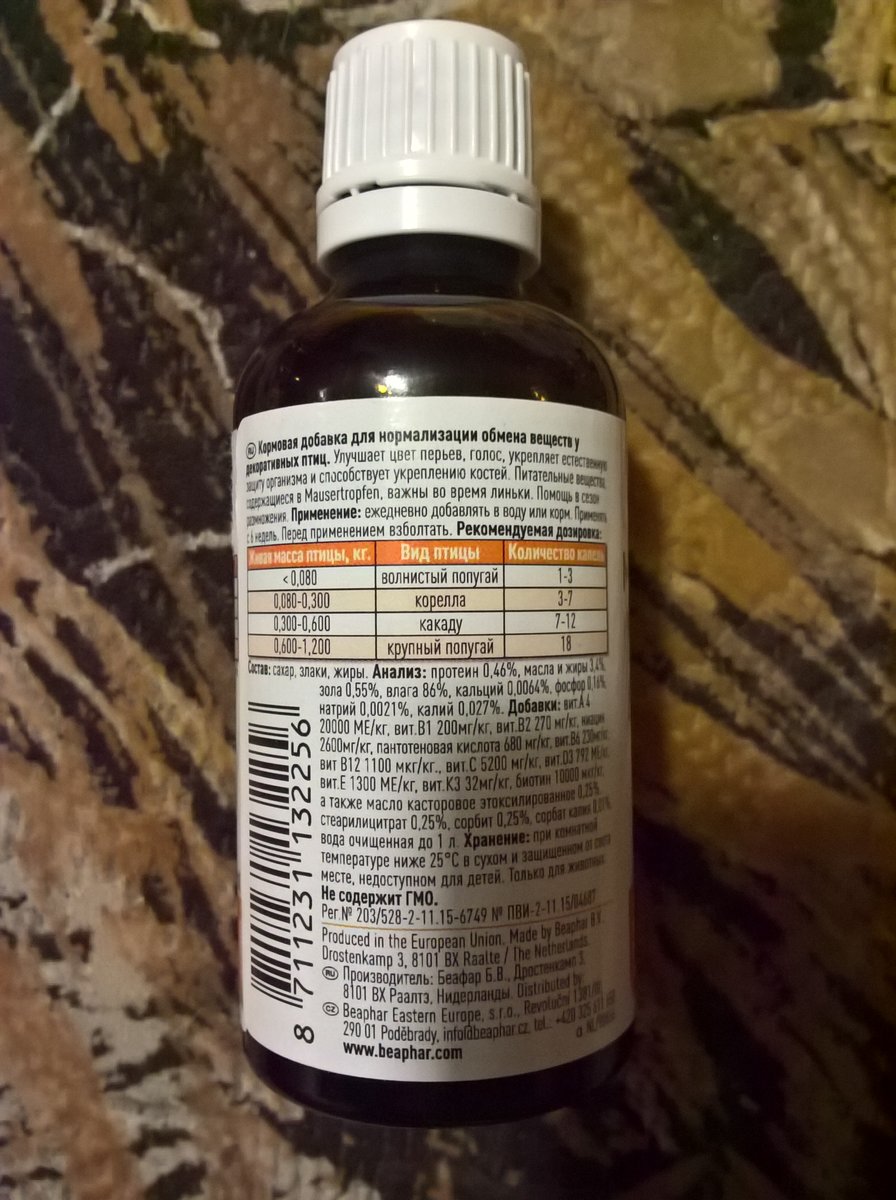 RU Кормовая добавка для нормализации обмена веществ у
декоративных птиц. Улучшает цвет перьев, голос, укрепляет естественную
защиту организма и способствует укреплению костей. Питательные вещества,
содержащиеся в Mausertropfen, важны во время линьки. Помощь в сезон
размножения. Применение: ежедневно добавлять в воду или корм. Применять
с 6 недель. Перед применением взболтать. Рекомендуемая дозировка:
Живая масса птицы, кг. Вид птицы Количество капель
<0,080 волнистый попугай 1-3
0,080-0,300 корелла 3-7
0,300-0,600 какаду 7-12
0,600-1,200 крупный попугай 18
Состав: сахар, злаки, жиры. Анализ: протеин 0,46%, масла и жиры 3,4%,
зола 0,55%, влага 86%, кальций 0,0064%, фосфор 0,16%,
натрий 0,0021%, калий 0,027%. Добавки: вит.А 4
20000 МЕ/кг, вит.В1 200мг/кг, вит.В2 270 мг/кг, ниацин
2600мг/кг, пантотеновая кислота 680 мг/кг, вит.В6 230мг/кг,
вит В12 1100 мкг/кг., вит.С 5200 мг/кг, вит.D3 792 МЕ/кг,
вит.Е 1300 МЕ/кг, вит.К3 32мг/кг, биотин 10000 мкг/кг,
а также масло касторовое этоксилированное 0,25%,
стеарилцитрат 0,25%, сорбит 0,25%, сорбат калия
вода очищенная до 1 л. Хранение: при комнатной
температуре ниже 25°С в сухом и защищенном от света
месте, недоступном для детей. Только для животных.
Не содержит ГМО.
Рег.№ 203/528-2-11.15-6749 № ПВИ-2-11.15/04687
Produced in the European Union. Made by Beaphar B.V.
Drostenkamp 3, 8101 BX Raalte / The Netherlands.
RU Производитель: Беафар Б.В., Дростенкамп 3,
8101 BX Раалтэ, Нидерланды. Distributed by:
CZ Beaphar Eastern Europe, s.r.o., Revoluční 1381/III,
290 01 Poděbrady, info@beaphar.cz, tel.: +420 325
www.beaphar.com
8 711231 132256